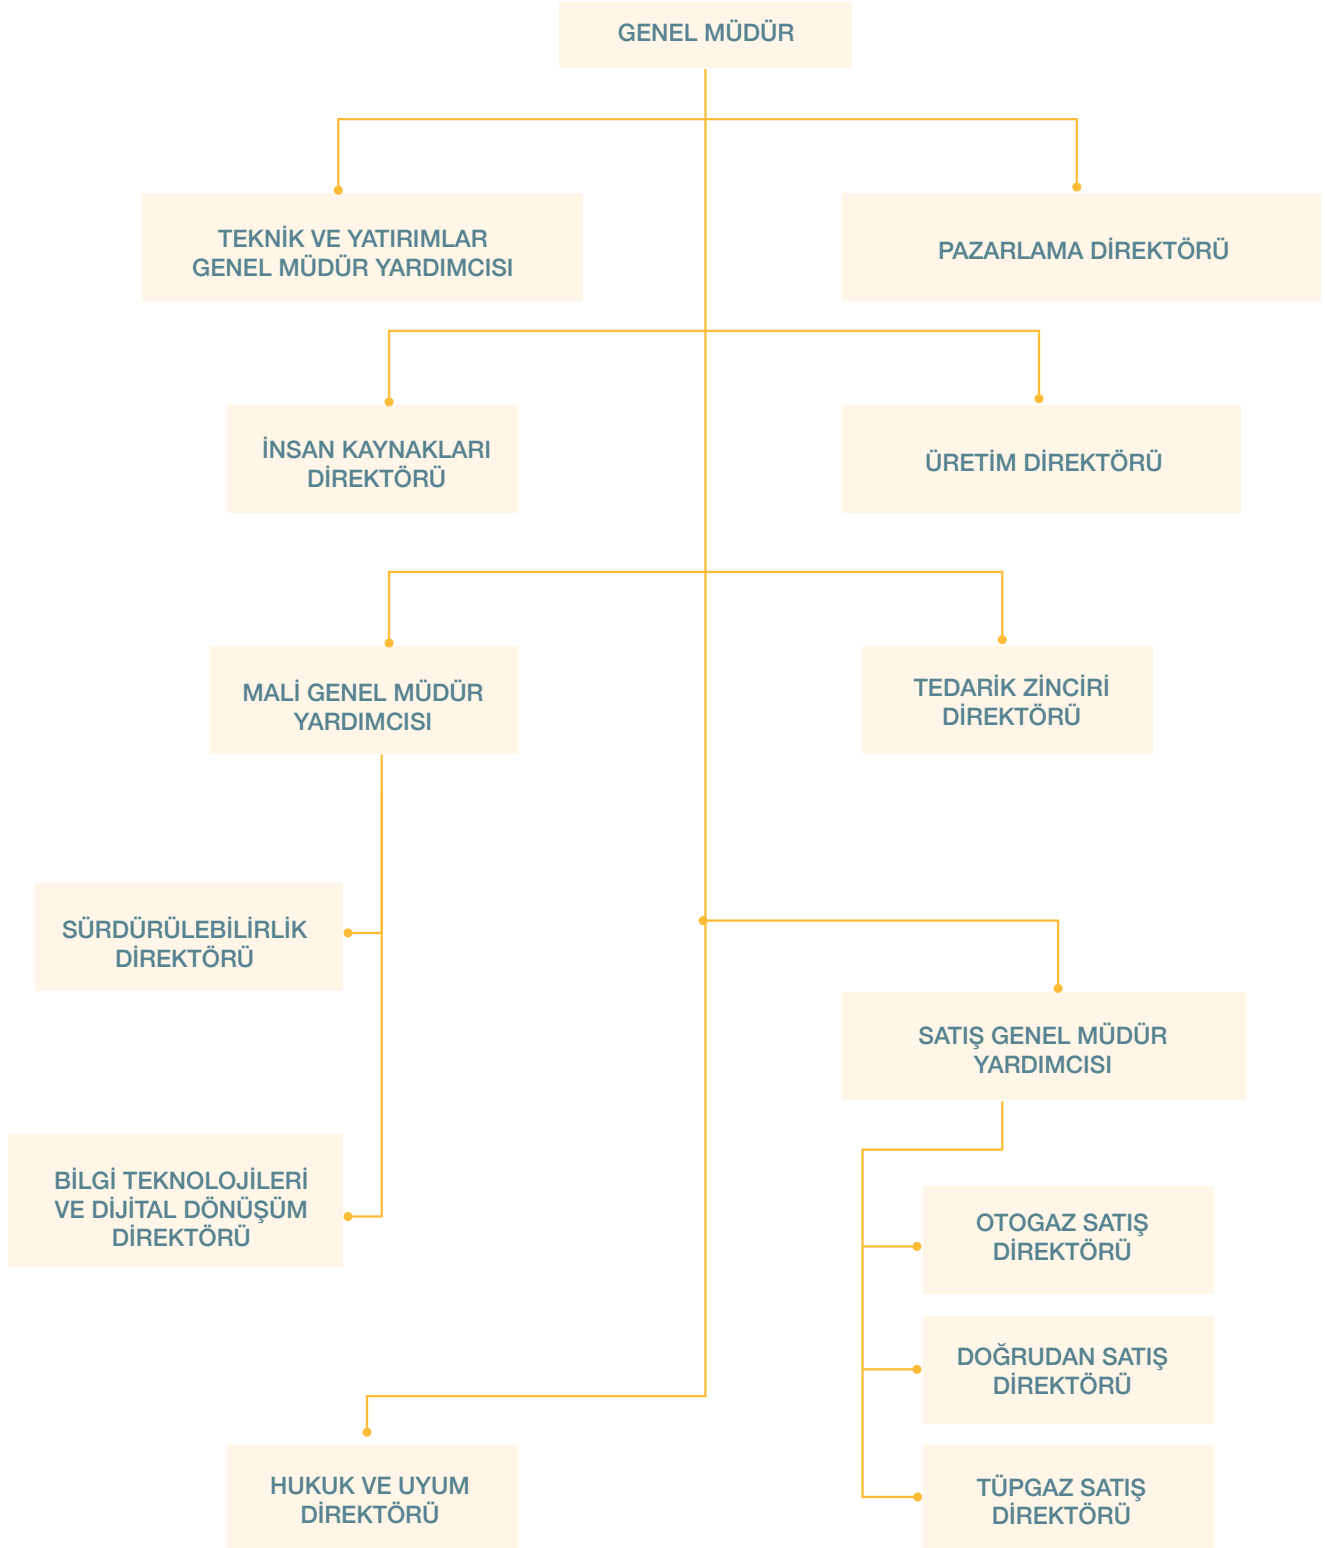 GENEL MÜDÜR
TEKNİK VE YATIRIMLAR
GENEL MÜDÜR YARDIMCISI
PAZARLAMA DİREKTÖRÜ
İNSAN KAYNAKLARI
DİREKTÖRÜ
ÜRETİM DİREKTÖRÜ
MALİ GENEL MÜDÜR
YARDIMCISI
TEDARİK ZİNCİRİ
DİREKTÖRÜ
SÜRDÜRÜLEBİLİRLİK
DİREKTÖRÜ
SATIŞ GENEL MÜDÜR
YARDIMCISI
BİLGİ TEKNOLOJİLERİ
VE DİJİTAL DÖNÜŞÜM
DİREKTÖRÜ
OTOGAZ SATIŞ
DİREKTÖRÜ
DOĞRUDAN SATIŞ
DİREKTÖRÜ
HUKUK VE UYUM
DİREKTÖRÜ
TÜPGAZ SATIŞ
DİREKTÖRÜ